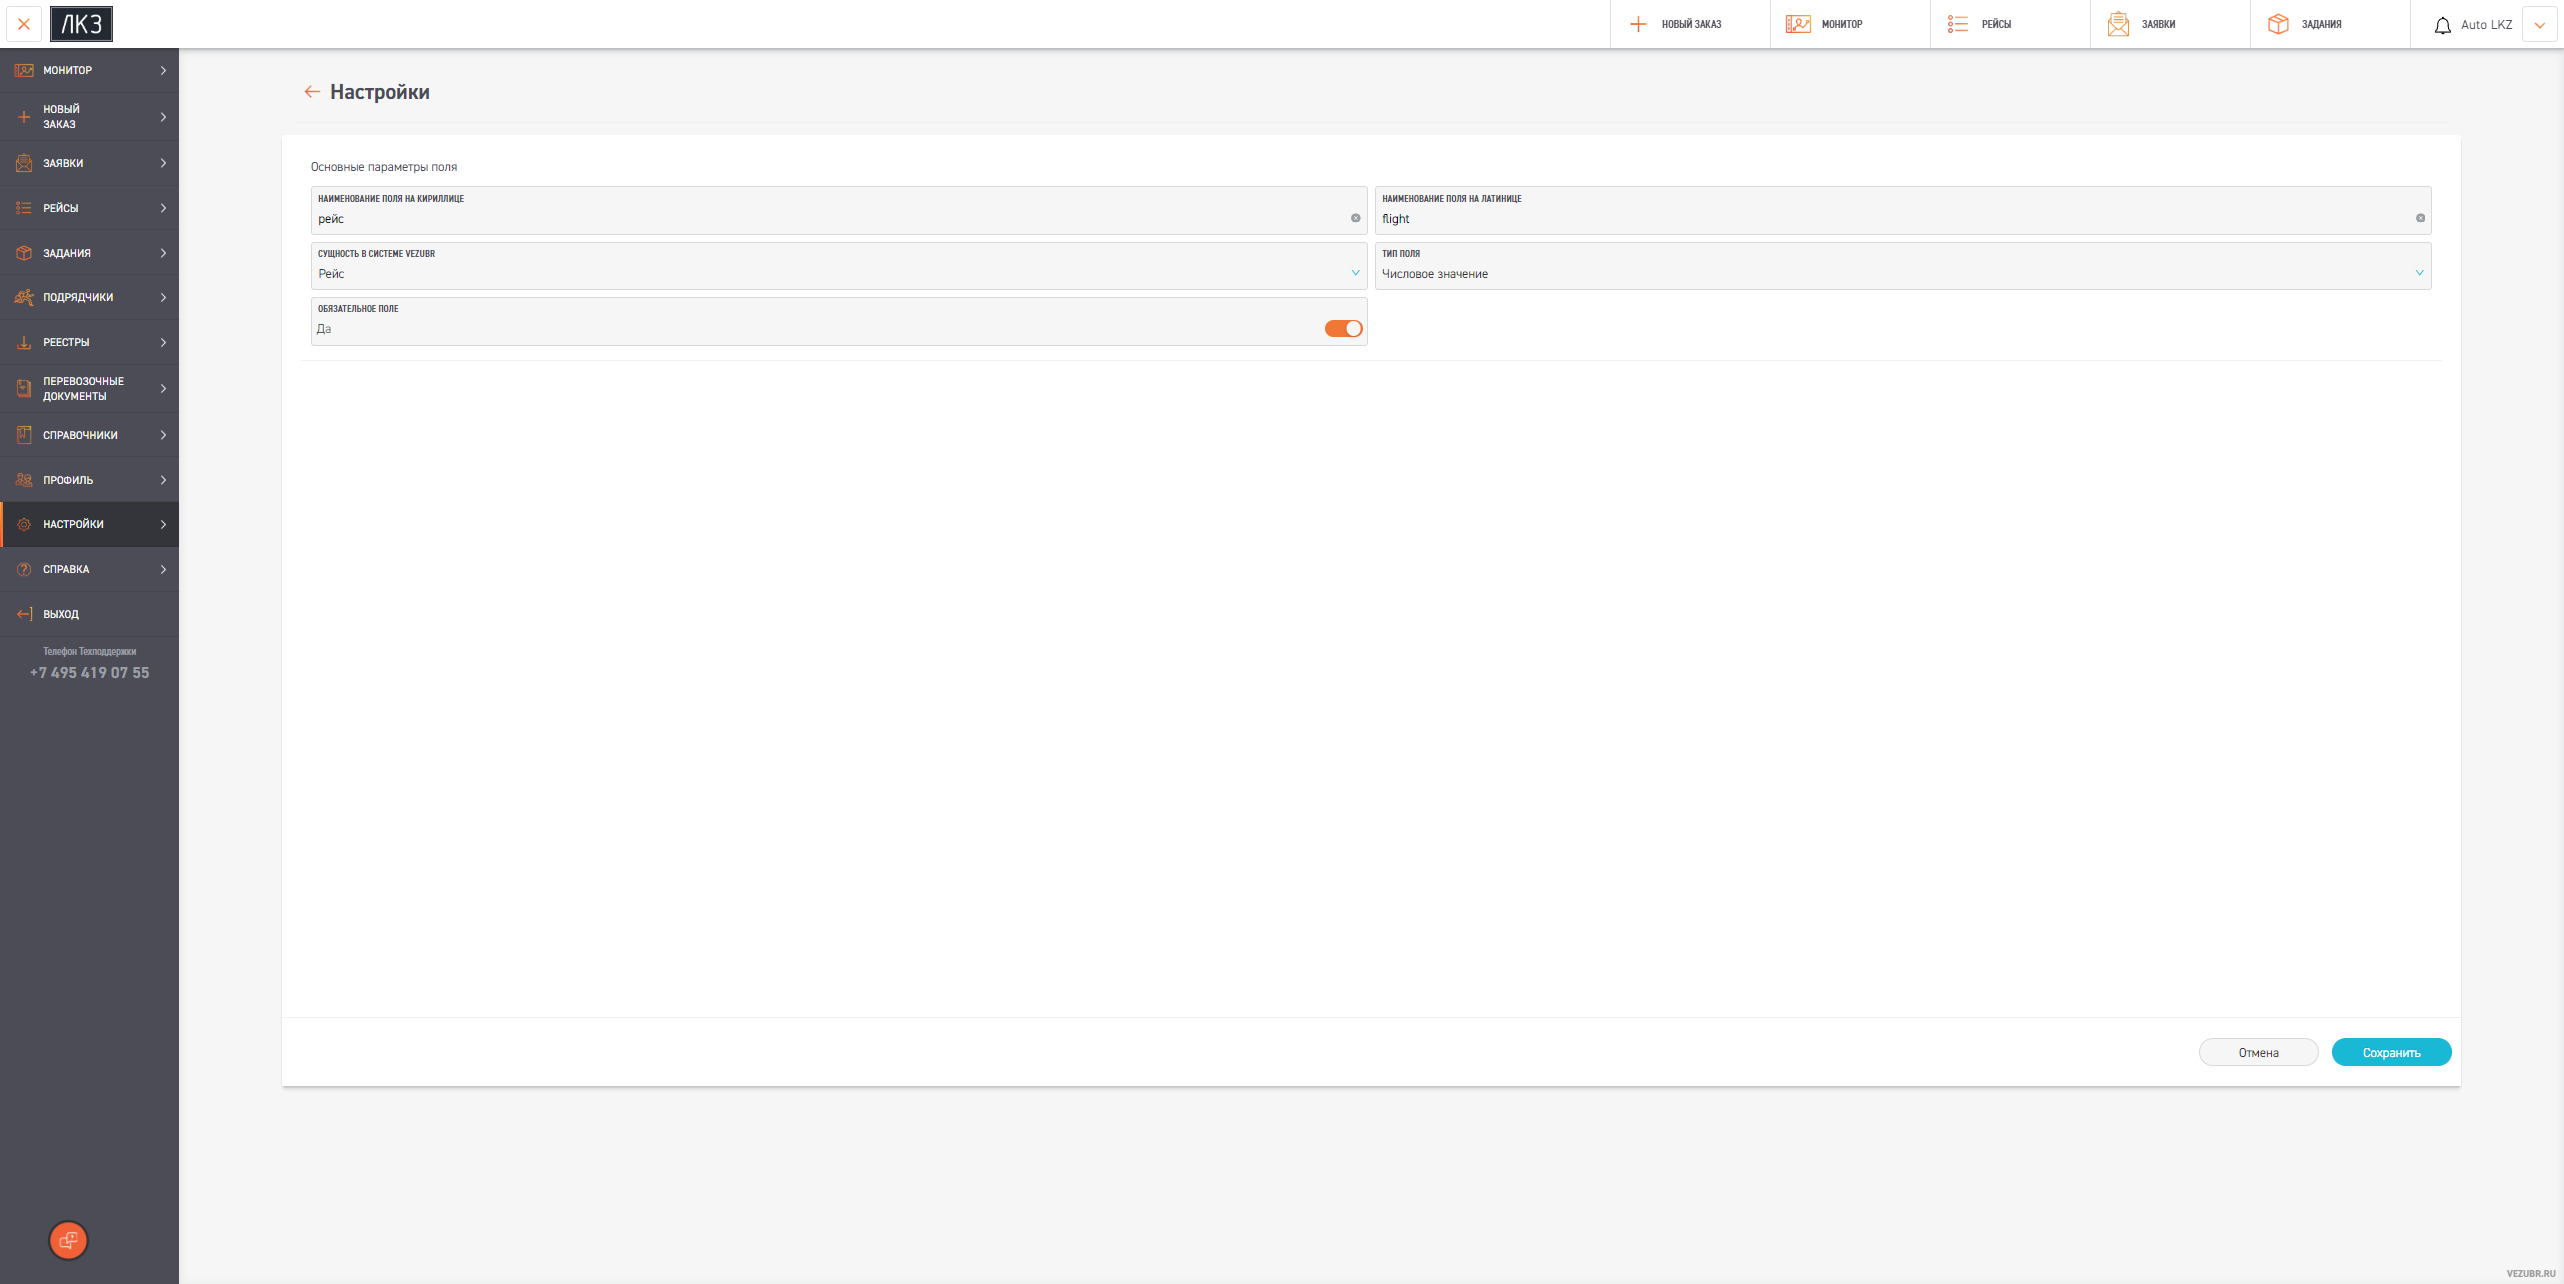 ЛКЗ
НОВЫЙ ЗАКАЗ
МОНИТОР
РЕЙСЫ
ЗАЯВКИ
ЗАДАНИЯ
Auto LKZ
МОНИТОР
НОВЫЙ
ЗАКАЗ
ЗАЯВКИ
РЕЙСЫ
ЗАДАНИЯ
ПОДРЯДЧИКИ
РЕЕСТРЫ
ПЕРЕВОЗОЧНЫЕ
ДОКУМЕНТЫ
СПРАВОЧНИКИ
ПРОФИЛЬ
НАСТРОЙКИ
СПРАВКА
ВЫХОД
Телефон Техподдержки
+7 495 419 07 55
Настройки
Основные параметры поля
НАИМЕНОВАНИЕ ПОЛЯ НА КИРИЛЛИЦЕ
рейс
НАИМЕНОВАНИЕ ПОЛЯ НА ЛАТИНИЦЕ
flight
СУЩНОСТЬ В СИСТЕМЕ VEZUBR
Рейс
ТИП ПОЛЯ
Числовое значение
ОБЯЗАТЕЛЬНОЕ ПОЛЕ
Да
Отмена
Сохранить
VEZUBR.RU